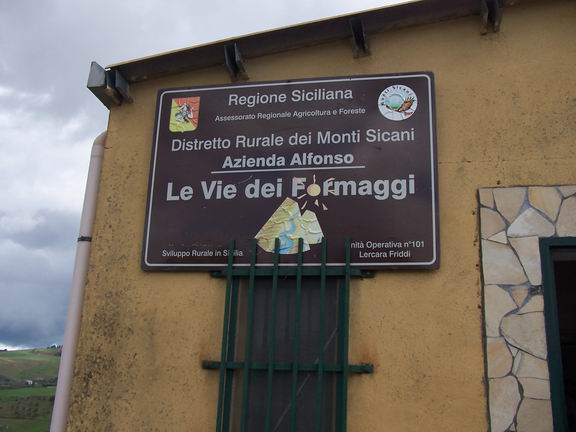 Regione Siciliana
Assessorato Regionale Agricoltura e Foreste
Distretto Rurale dei Monti Sicani
Azienda Alfonso
Le Vie dei Formaggi
Sviluppo Rurale in Sicilia
Operativa n°101
Lercara Friddi